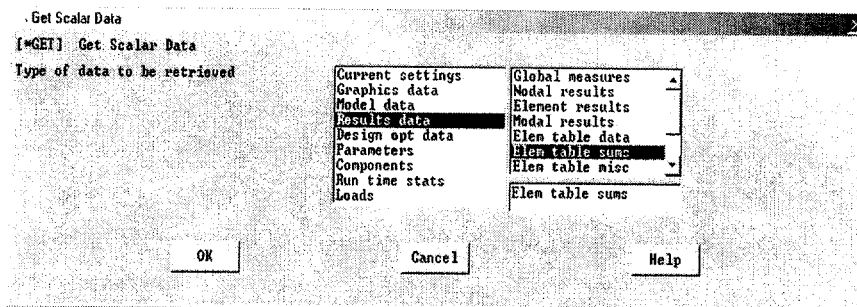 Get Scalar Data
[*GET] Get Scalar Data
Type of data to be retrieved
Current settings
Graphics data
Model data
Results data
Design opt data
Parameters
Components
Run time stats
Loads
Global measures
Nodal results
Element results
Modal results
Elem table data
Elem table sums
Elem table misc
Elem table sums
OK
Cancel
Help